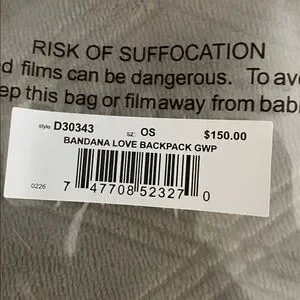 RISK OF SUFFOCATION
d films can be dangerous. To av
ep this bag or film away from bab
style: D30343 sz: OS $150.00
BANDANA LOVE BACKPACK GWP
0226 7 47708 52327 0